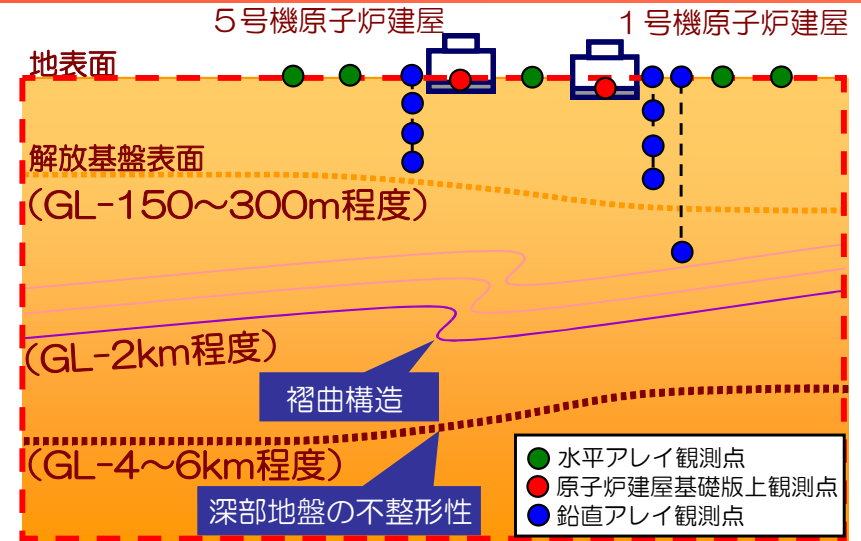 ５号機原子炉建屋
１号機原子炉建屋
地表面
解放基盤表面
(GL-150～300m程度)
(GL-2km程度)
褶曲構造
(GL-4～6km程度)
深部地盤の不整形性
水平アレイ観測点
原子炉建屋基礎版上観測点
鉛直アレイ観測点